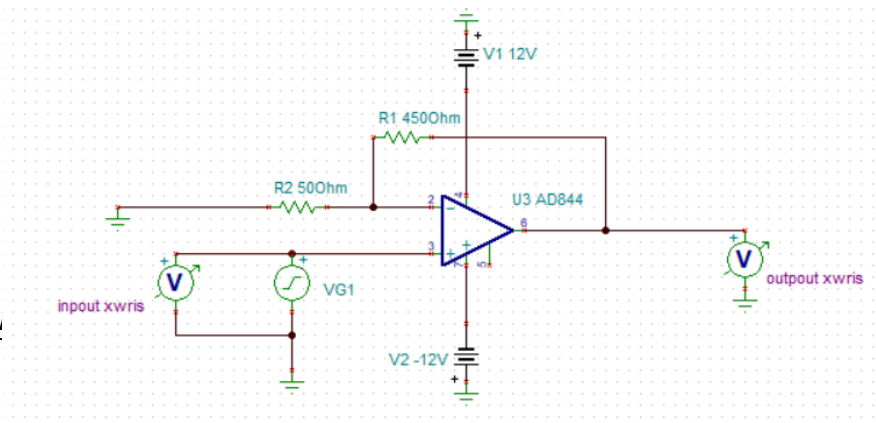 +
V1 12V
R1 450Ohm
R2 50Ohm
2
4
-
U3 AD844
6
3
+
+
7
5
+
V
inpout xwris
+
VG1
+
V
outpout xwris
V2 -12V
+